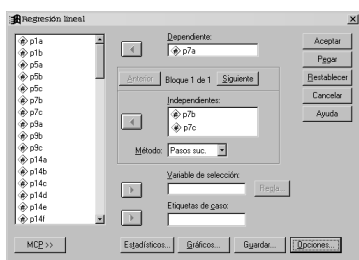 Regresión lineal
p1a
p1b
p5a
p5b
p5c
p7b
p7c
p9a
p9b
p9c
p14a
p14b
p14c
p14d
p14e
p14f
MCP >>
Dependiente:
p7a
Anterior Bloque 1 de 1 Siguiente
Independientes:
p7b
p7c
Método: Pasos suc.
Variable de selección:
Regla...
Etiquetas de caso:
Estadísticos... Gráficos... Guardar... Opciones...
Aceptar
Pegar
Restablecer
Cancelar
Ayuda